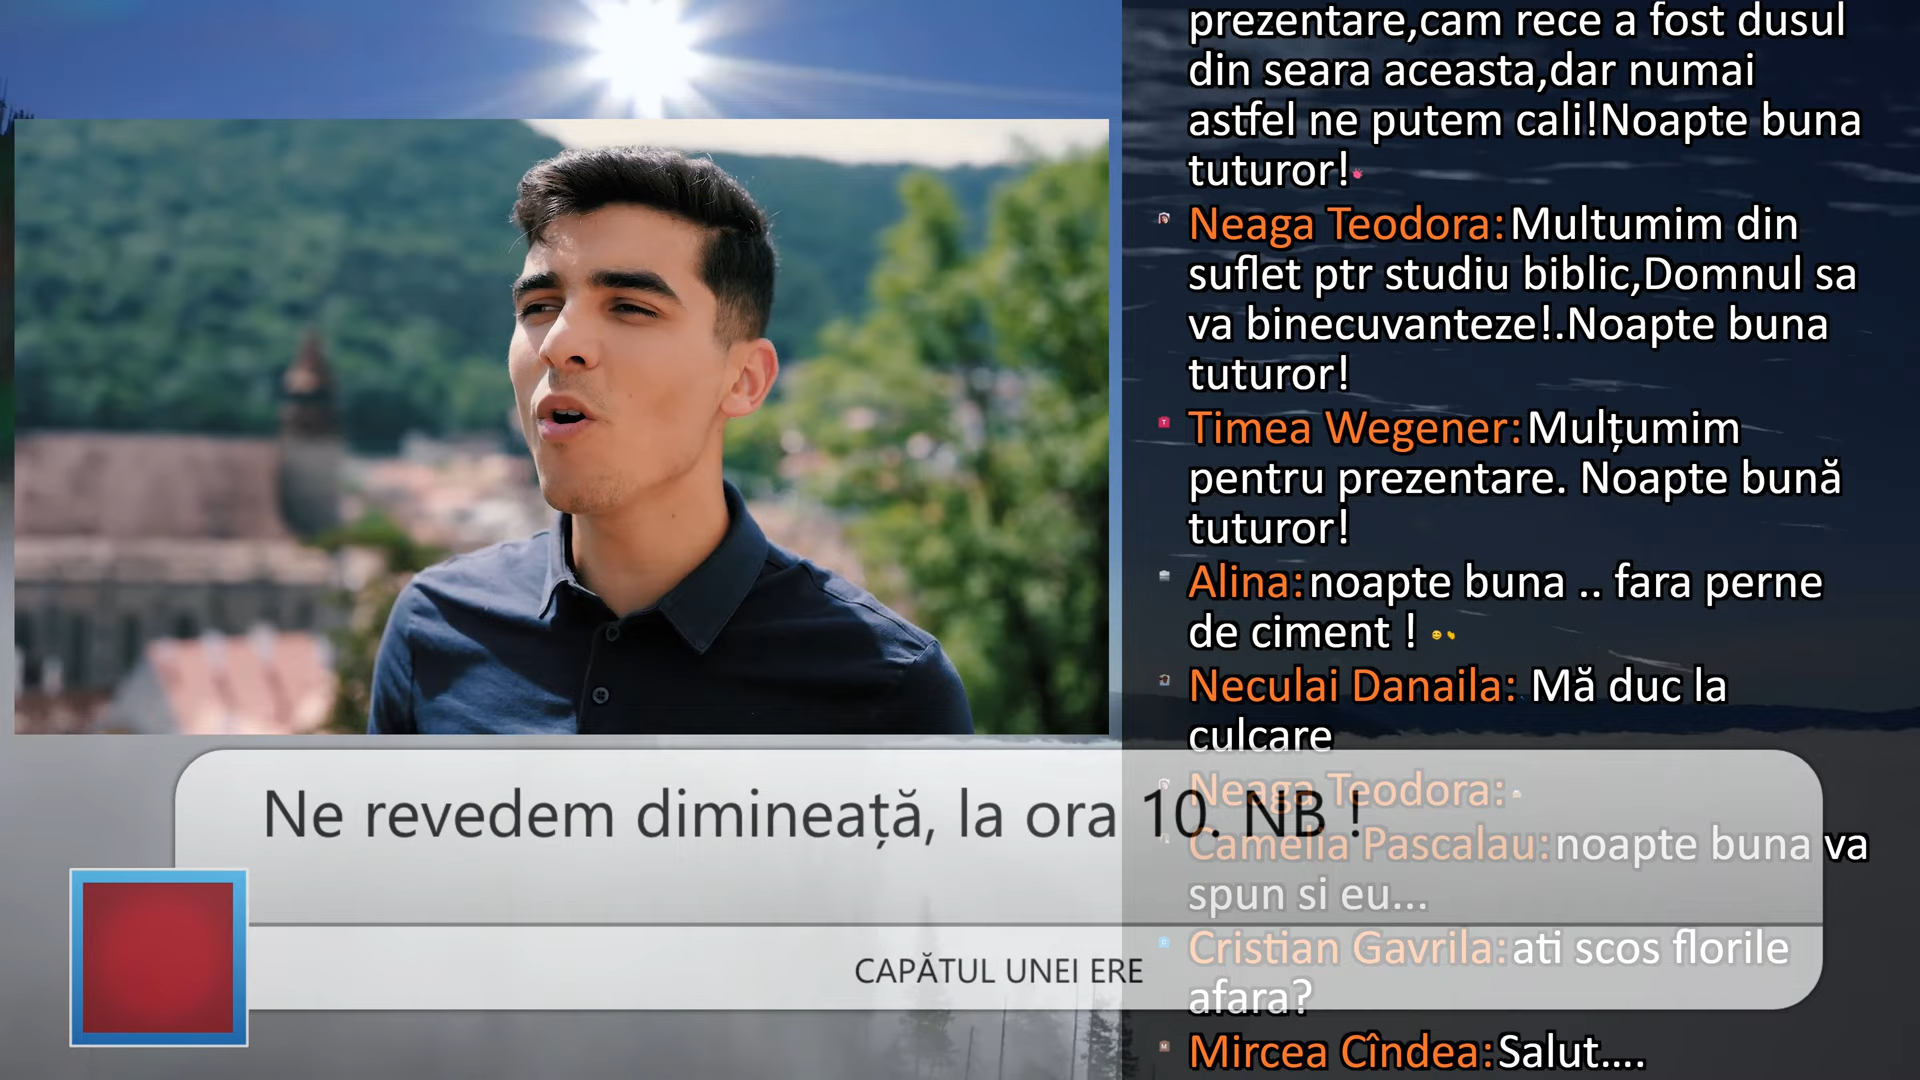 prezentare,cam rece a fost dusul
din seara aceasta,dar numai
astfel ne putem cali!Noapte buna
tuturor!
Neaga Teodora: Multumim din
suflet ptr studiu biblic,Domnul sa
va binecuvanteze!.Noapte buna
tuturor!
Timea Wegener: Mulțumim
pentru prezentare. Noapte bună
tuturor!
Alina: noapte buna .. fara perne
de ciment !
Neculai Danaila: Mă duc la
culcare
Neaga Teodora:
Camelia Pascalau: noapte buna va
spun si eu...
Cristian Gavrila: ati scos florile
afara?
Mircea Cîndea: Salut....
Ne revedem dimineață, la ora 10. NB !
CAPĂTUL UNEI ERE